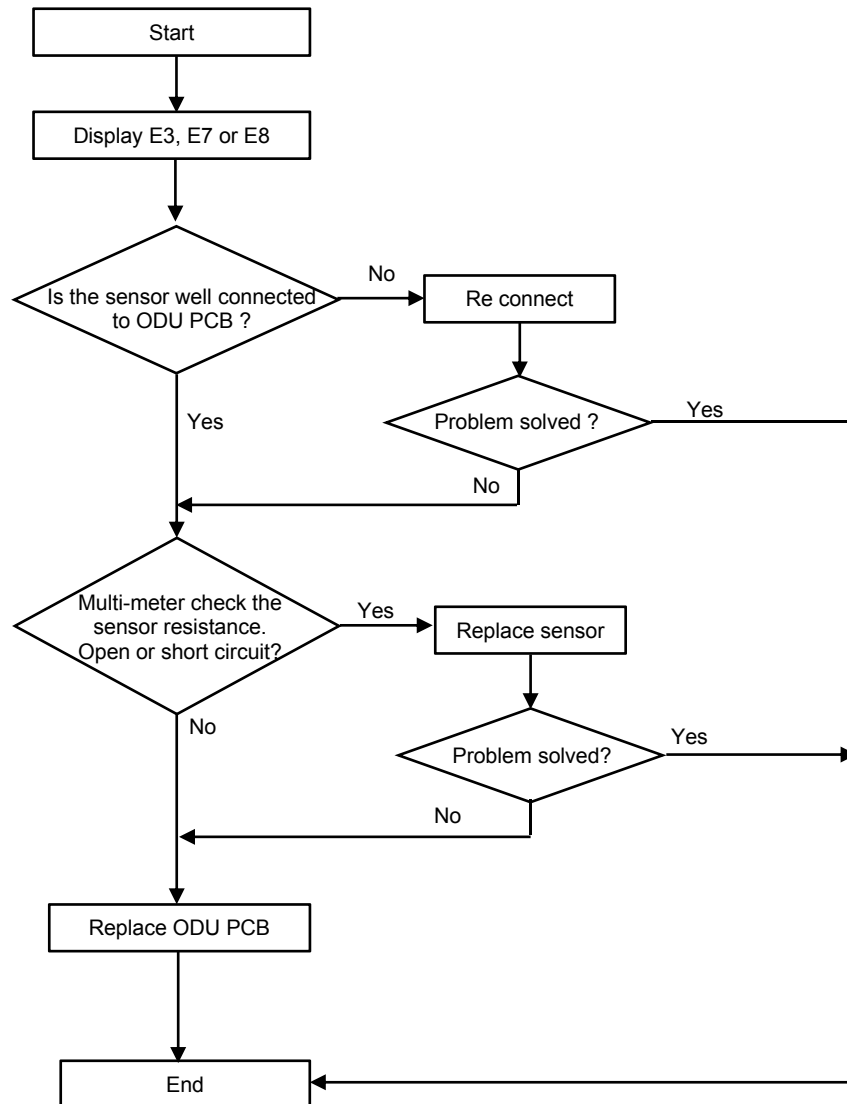 Start
Display E3, E7 or E8
Is the sensor well connected
to ODU PCB ?
No
Re connect
Yes
Problem solved ?
Yes
No
Multi-meter check the
sensor resistance.
Open or short circuit?
Yes
Replace sensor
No
Problem solved?
Yes
No
Replace ODU PCB
End